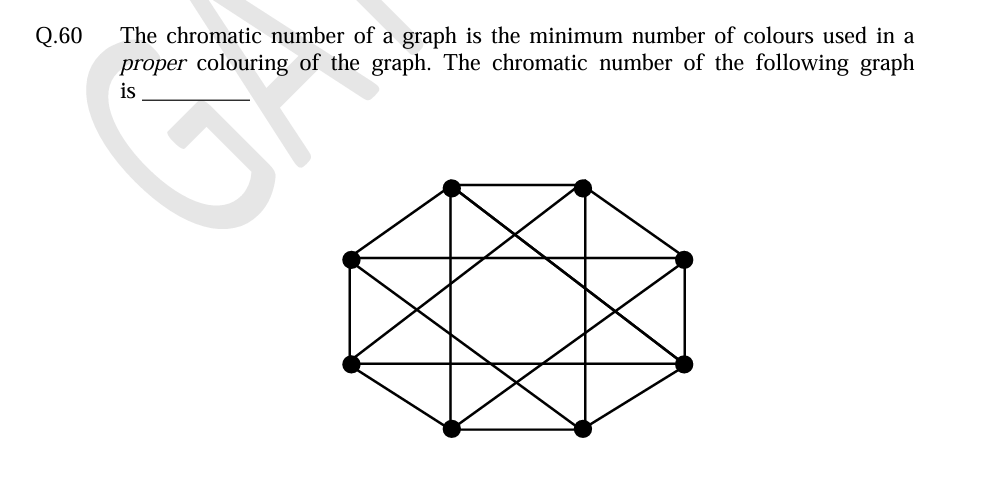 Q.60 The chromatic number of a graph is the minimum number of colours used in a
proper colouring of the graph. The chromatic number of the following graph
is __________
GA